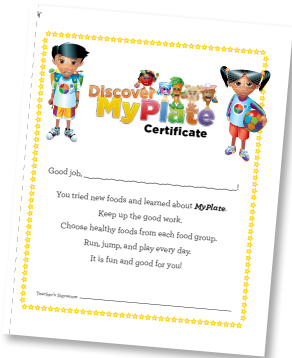 Discover
MyPlate
Certificate
Good job, !
You tried new foods and learned about MyPlate.
Keep up the good work.
Choose healthy foods from each food group.
Run, jump, and play every day.
It is fun and good for you!
Teacher's Signature